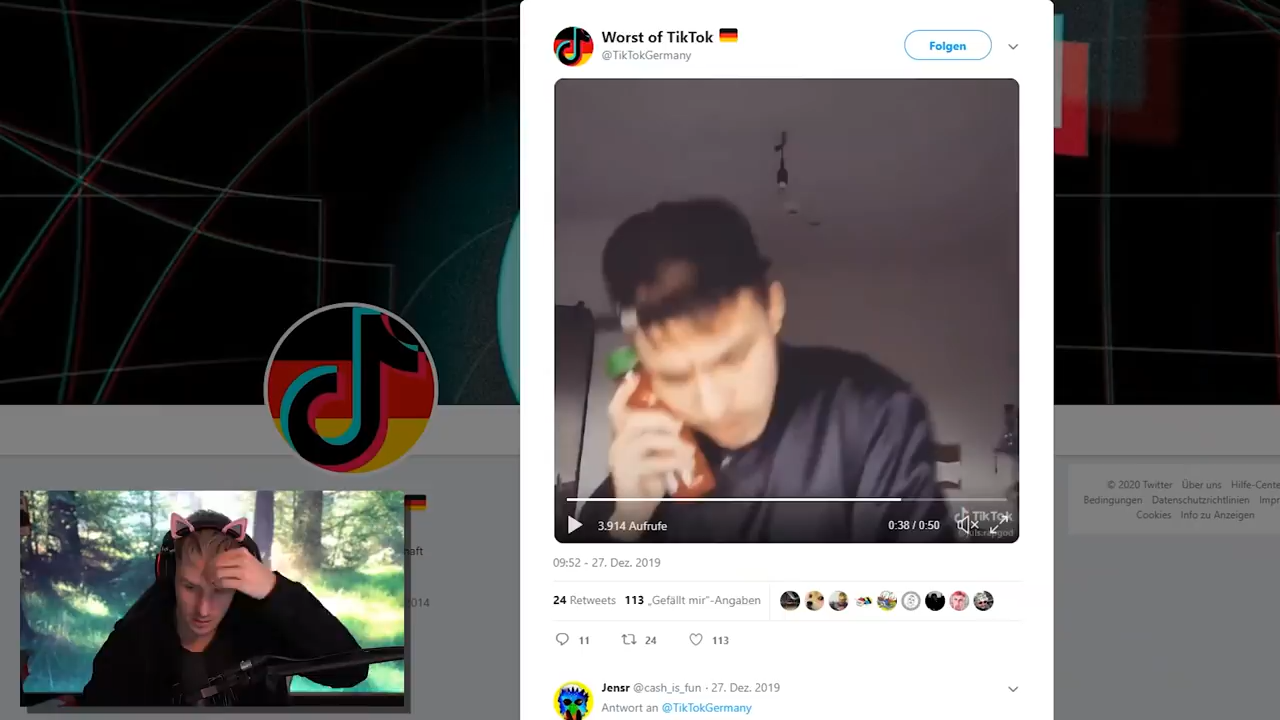 Worst of TikTok
@TikTokGermany
Folgen
3.914 Aufrufe
0:38 / 0:50
TikTok
09:52 - 27. Dez. 2019
24 Retweets 113 „Gefällt mir"-Angaben
11 24 113
Jensr @cash_is_fun · 27. Dez. 2019
Antwort an @TikTokGermany
haft
2014
© 2020 Twitter Über uns Hilfe-Cente
Bedingungen Datenschutzrichtlinien Imp
Cookies Info zu Anzeigen